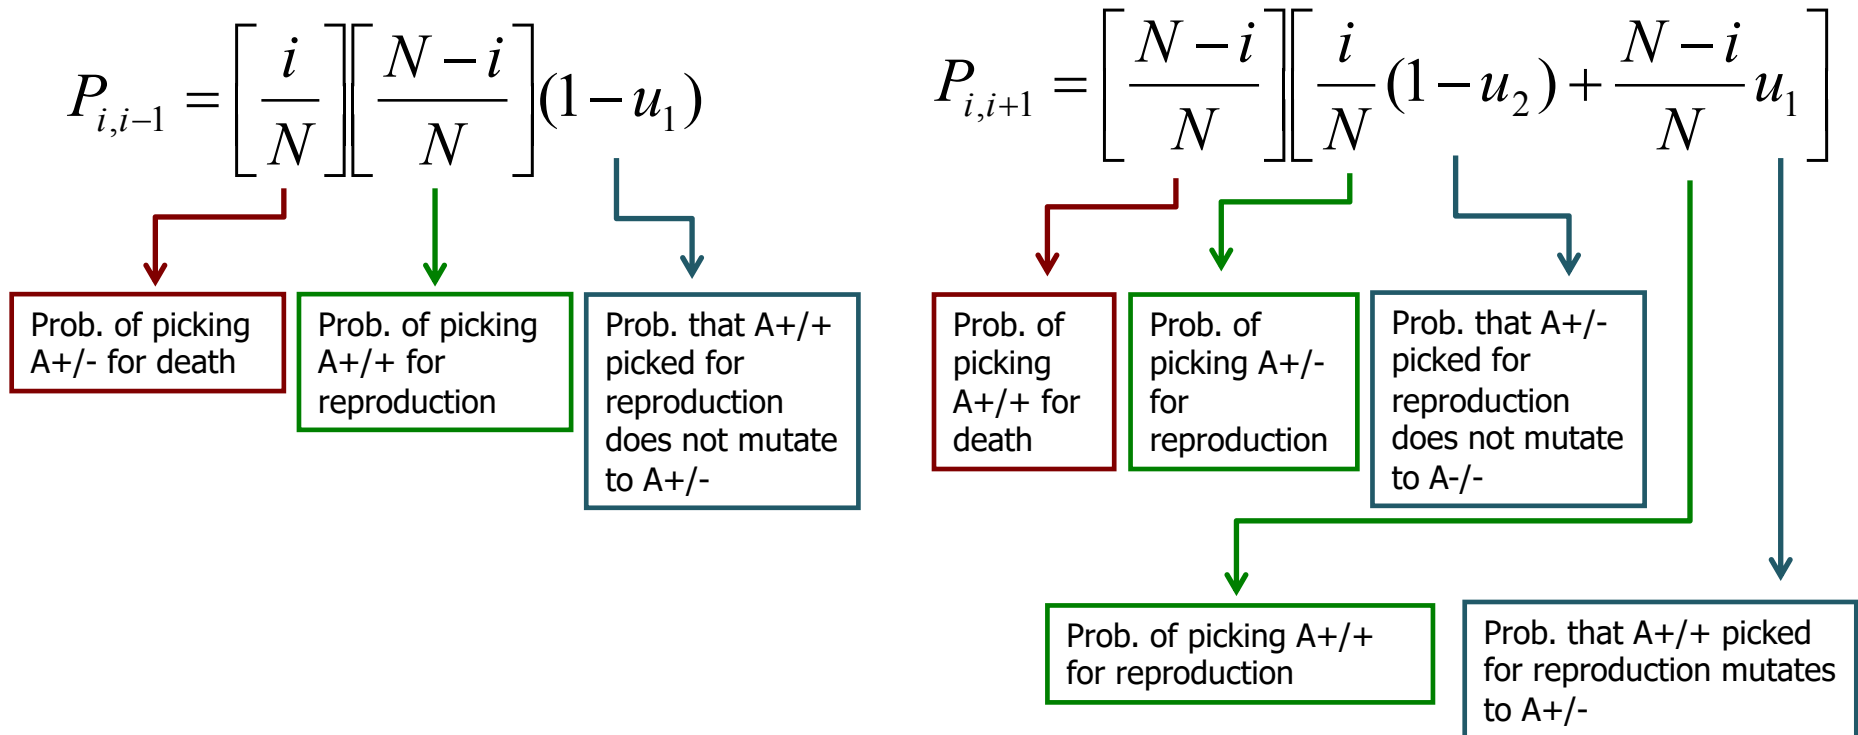 P_{i,i−1} = [i/N][(N − i)/N](1 − u_1)
Prob. of picking
A+/- for death
Prob. of picking
A+/+ for
reproduction
Prob. that A+/+
picked for
reproduction
does not mutate
to A+/-
P_{i,i+1} = [(N − i)/N][i/N (1 − u_2) + (N − i)/N u_1]
Prob. of
picking
A+/+ for
death
Prob. of
picking A+/-
for
reproduction
Prob. that A+/-
picked for
reproduction
does not mutate
to A-/-
Prob. of picking A+/+
for reproduction
Prob. that A+/+ picked
for reproduction mutates
to A+/-